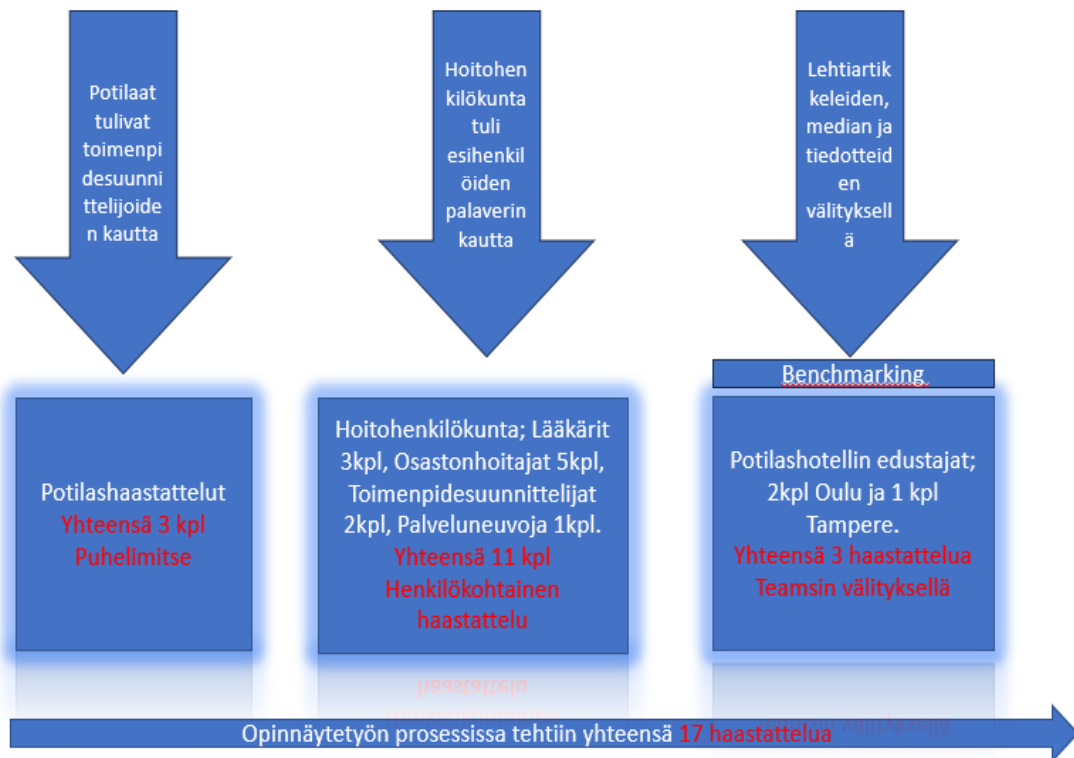 Potilaat
tulivat
toimenpi
desuunni
ttelijoide
n kautta
Hoitohen
kilökunta
tuli
esihenkil
öiden
palaverin
kautta
Lehtiartik
keleiden,
median ja
tiedotteid
en
välityksell
ä
Benchmarking
Potilashaastattelut
Yhteensä 3 kpl
Puhelimitse
Hoitohenkilökunta; Lääkärit
3kpl, Osastonhoitajat 5kpl,
Toimenpidesuunnittelijat
2kpl, Palveluneuvoja 1kpl.
Yhteensä 11 kpl
Henkilökohtainen
haastattelu
Potilashotellin edustajat;
2kpl Oulu ja 1 kpl
Tampere.
Yhteensä 3 haastattelua
Teamsin välityksellä
Opinnäytetyön prosessissa tehtiin yhteensä 17 haastattelua